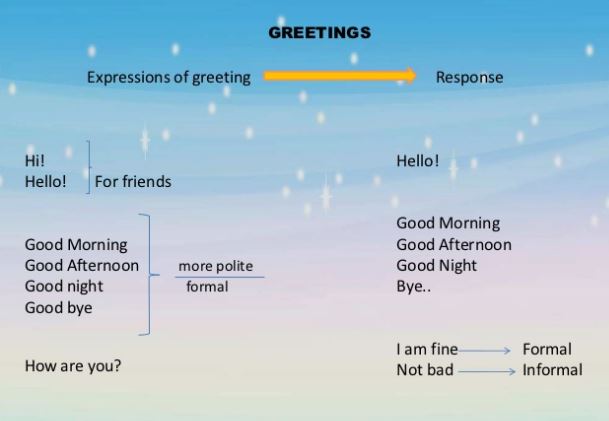 GREETINGS
Expressions of greeting
Response
Hi!
Hello!
For friends
Hello!
Good Morning
Good Afternoon
Good night
Good bye
more polite
formal
Good Morning
Good Afternoon
Good Night
Bye..
How are you?
I am fine
Formal
Not bad
Informal